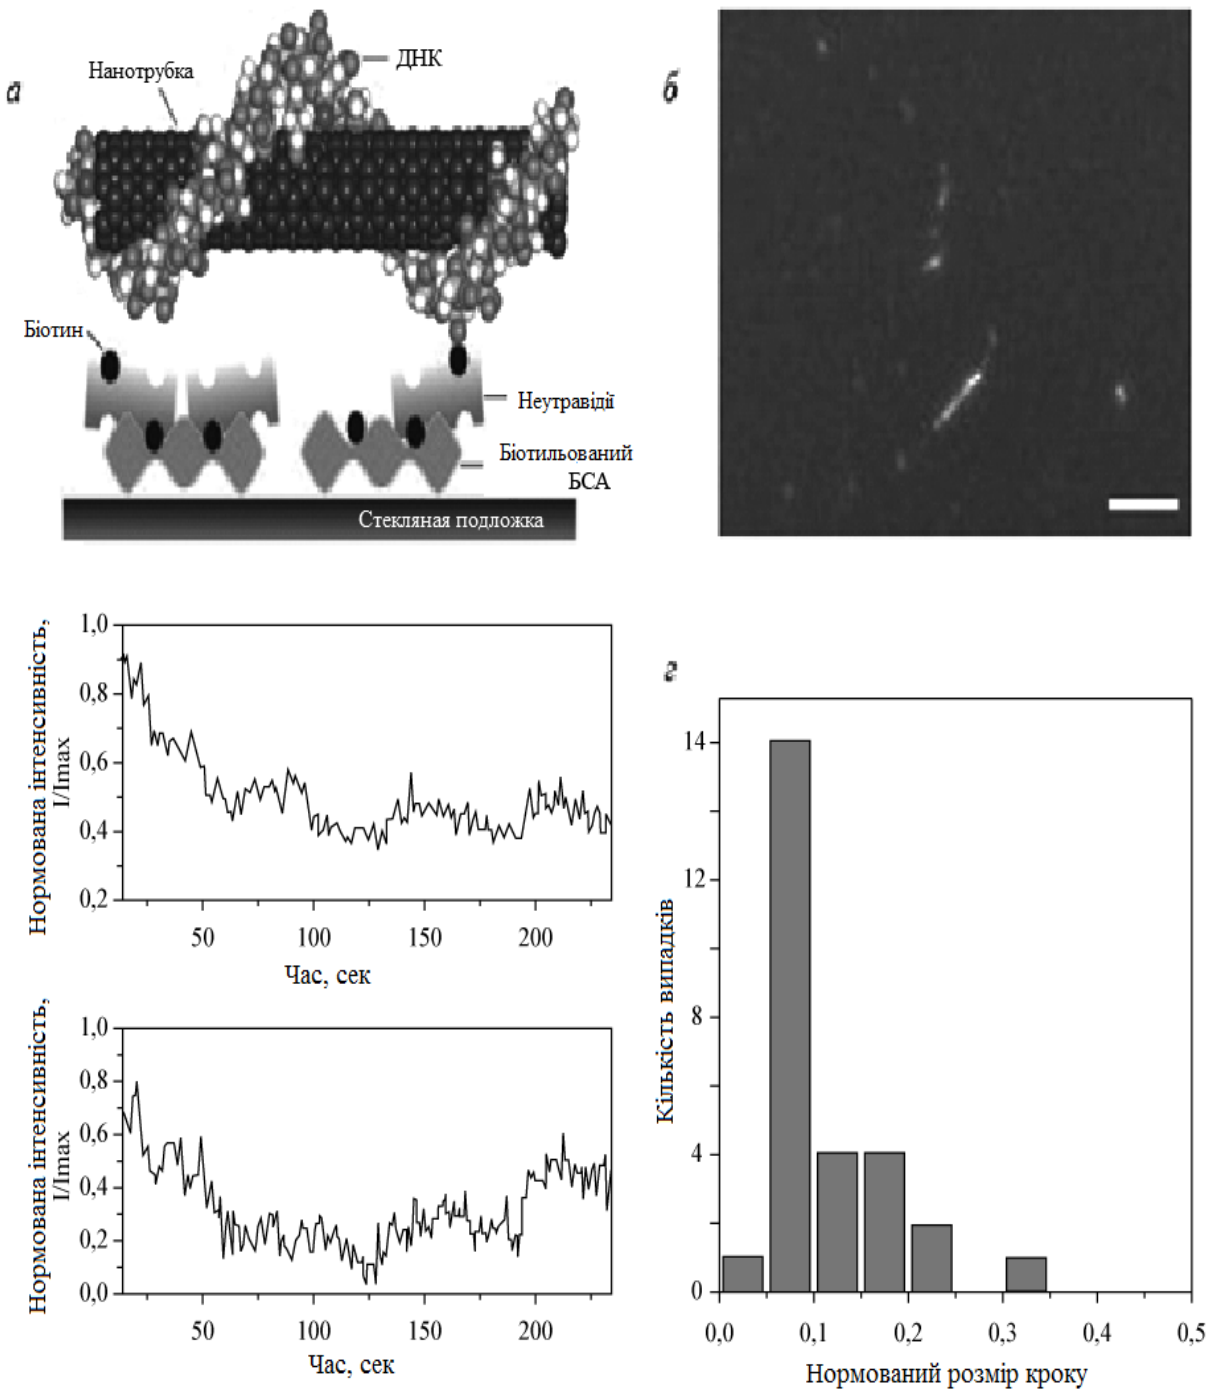 а
Нанотрубка
ДНК
Біотин
Неутравідії
Біотильований
БСА
Стекляная подложка
б
Нормована інтенсивність,
I/Imax
1,0
0,8
0,6
0,4
0,2
50 100 150 200
Час, сек
Нормована інтенсивність,
I/Imax
1,0
0,8
0,6
0,4
0,2
0,0
50 100 150 200
Час, сек
г
Кількість випадків
14
12
8
4
0
0,0 0,1 0,2 0,3 0,4 0,5
Нормований розмір кроку